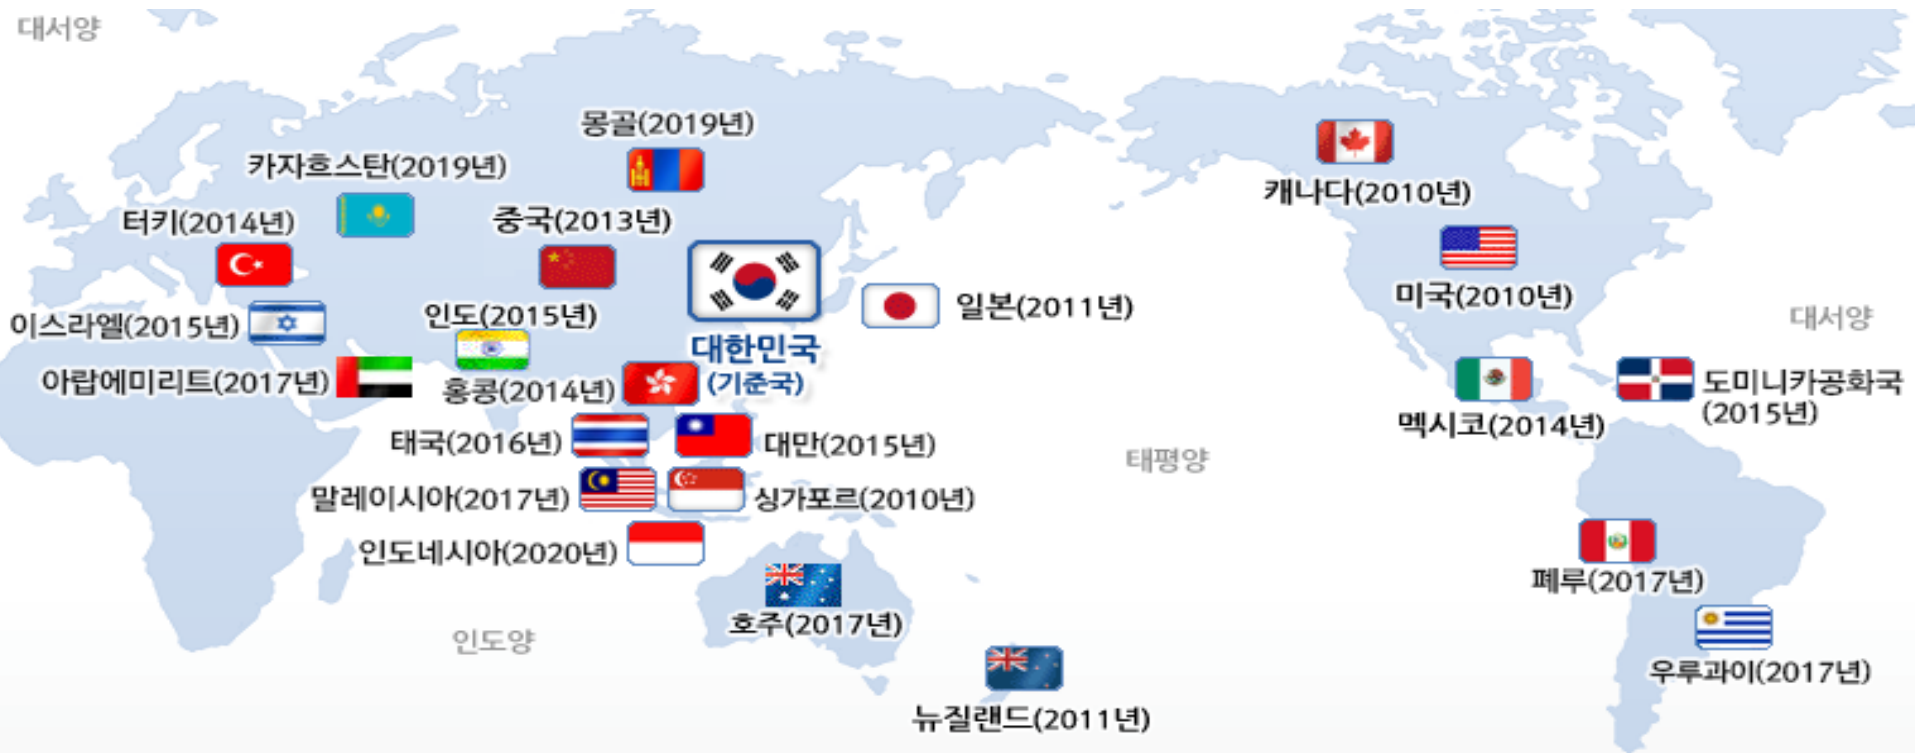 대서양
몽골(2019년)
카자흐스탄(2019년)
캐나다(2010년)
터키(2014년)
중국(2013년)
미국(2010년)
일본(2011년)
이스라엘(2015년)
인도(2015년)
대서양
대한민국
(기준국)
아랍에미리트(2017년)
홍콩(2014년)
도미니카공화국
(2015년)
멕시코(2014년)
태국(2016년)
대만(2015년)
태평양
말레이시아(2017년)
싱가포르(2010년)
인도네시아(2020년)
페루(2017년)
호주(2017년)
인도양
우루과이(2017년)
뉴질랜드(2011년)